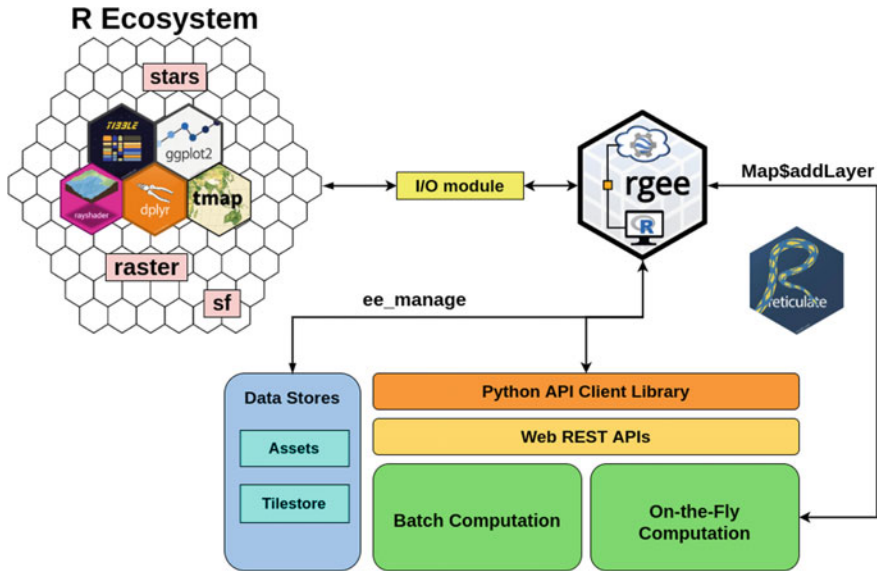 R Ecosystem
stars
TIBBLE
ggplot2
rayshader
dplyr
tmap
raster
sf
I/O module
rgee
R
Map$addLayer
reticulate
ee_manage
Data Stores
Assets
Tilestore
Python API Client Library
Web REST APIs
Batch Computation
On-the-Fly
Computation